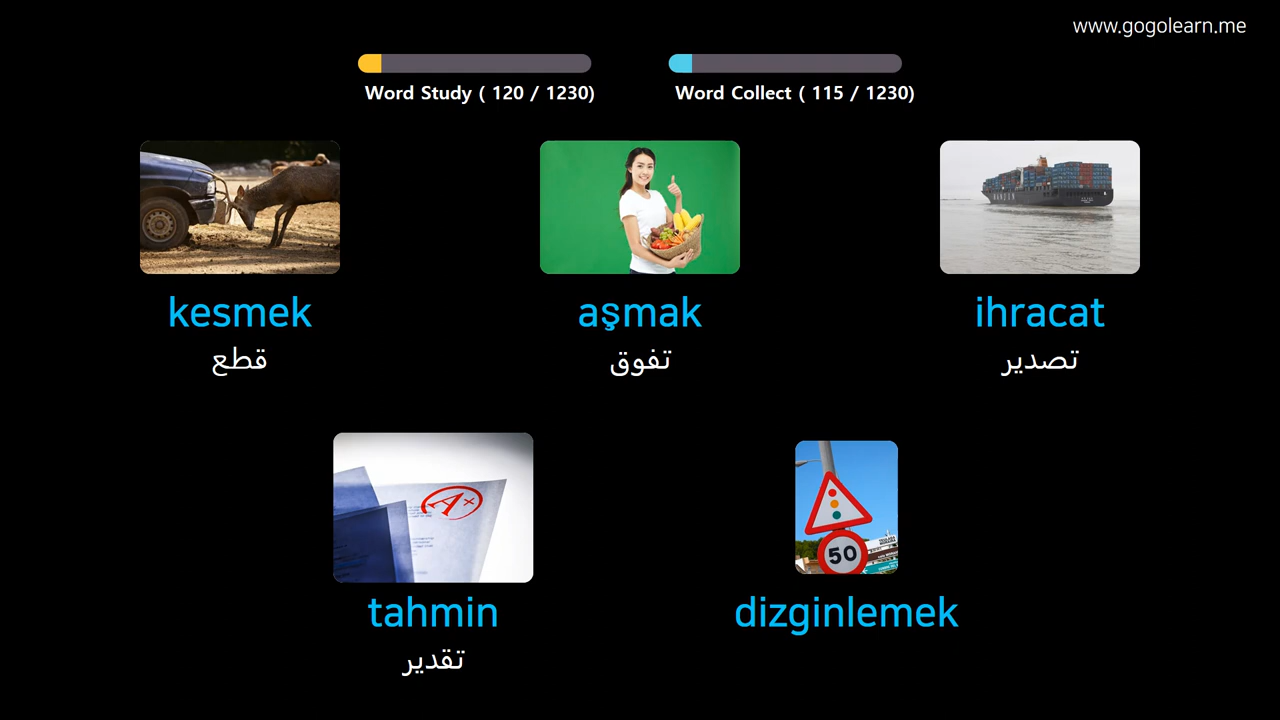 www.gogolearn.me
Word Study ( 120 / 1230)
Word Collect ( 115 / 1230)
kesmek
قطع
aşmak
تفوق
ihracat
تصدير
A+
tahmin
تقدير
50
dizginlemek